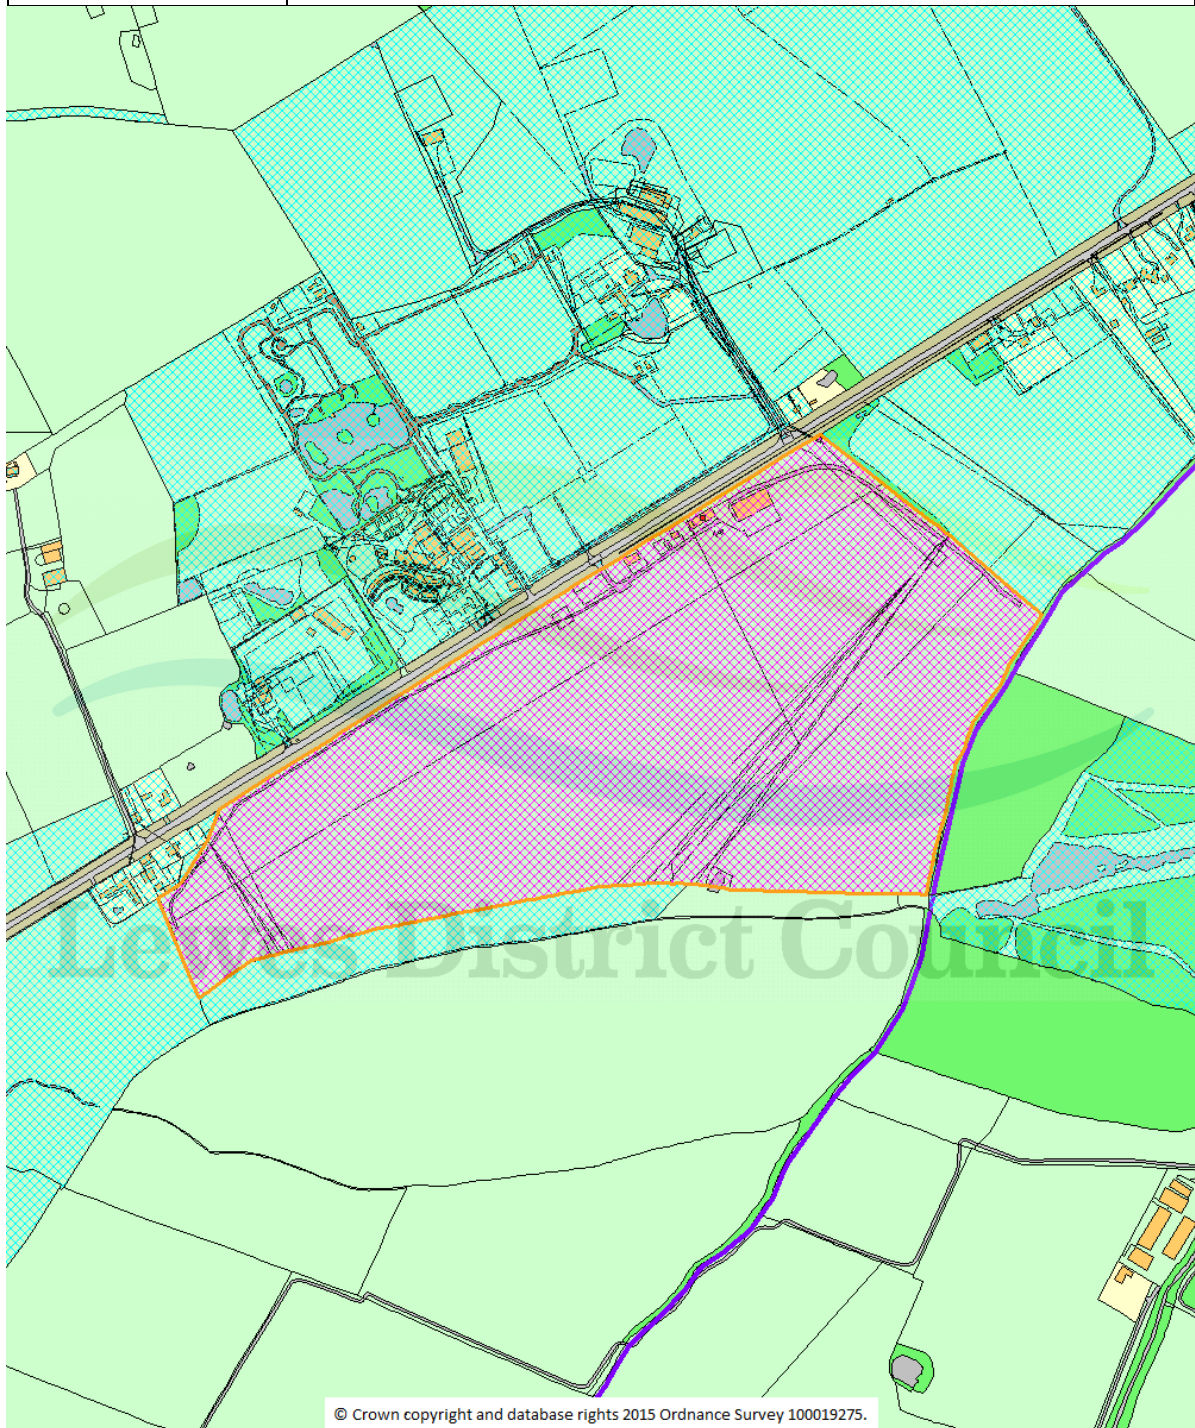 Lewes District Council
© Crown copyright and database rights 2015 Ordnance Survey 100019275.